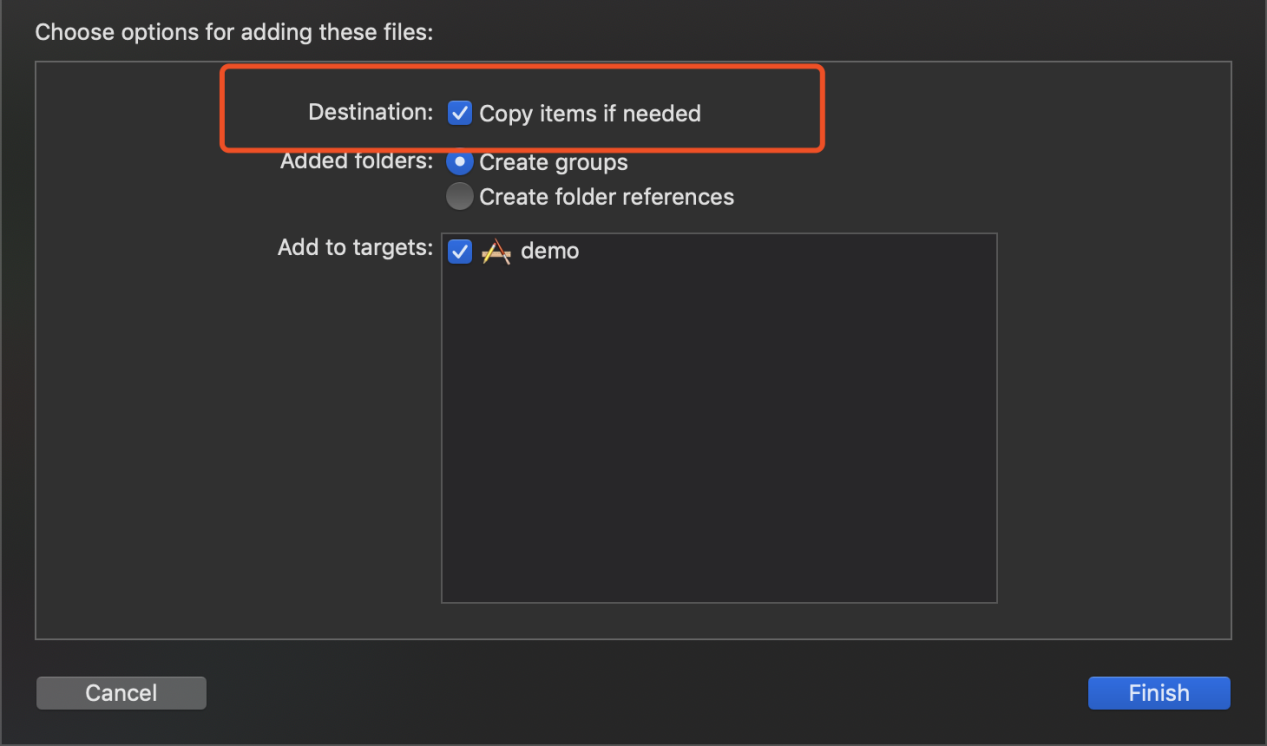 Choose options for adding these files:
Destination: Copy items if needed
Added folders: Create groups
Create folder references
Add to targets: demo
Cancel Finish